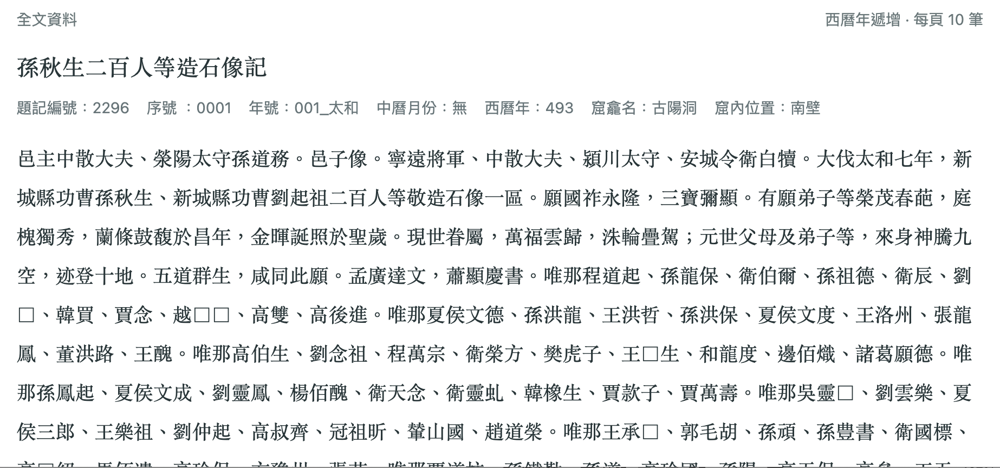 全文資料
西曆年遞增 · 每頁 10 筆
孫秋生二百人等造石像記
題記編號：2296 序號 ：0001 年號：001_太和 中曆月份：無 西曆年：493 窟龕名：古陽洞 窟內位置：南壁
邑主中散大夫、滎陽太守孫道務。邑子像。寧遠將軍、中散大夫、潁川太守、安城令衛白犢。大伐太和七年，新
城縣功曹孫秋生、新城縣功曹劉起祖二百人等敬造石像一區。願國祚永隆，三寶彌顯。有願弟子等榮茂春葩，庭
槐獨秀，蘭條鼓馥於昌年，金暉誕照於聖歲。現世眷屬，萬福雲歸，洙輪疊駕；元世父母及弟子等，來身神騰九
空，迹登十地。五道群生，咸同此願。孟廣達文，蕭顯慶書。唯那程道起、孫龍保、衛伯爾、孫祖德、衛辰、劉
□、韓買、賈念、越□□、高雙、高後進。唯那夏侯文德、孫洪龍、王洪哲、孫洪保、夏侯文度、王洛州、張龍
鳳、董洪路、王醜。唯那高伯生、劉念祖、程萬宗、衛榮方、樊虎子、王□生、和龍度、邊佰熾、諸葛願德。唯
那孫鳳起、夏侯文成、劉靈鳳、楊佰醜、衛天念、衛靈虬、韓橡生、賈款子、賈萬壽。唯那吳靈□、劉雲樂、夏
侯三郎、王樂祖、劉仲起、高叔齊、冠祖昕、輦山國、趙道榮。唯那王承□、郭毛胡、孫頑、孫豊書、衛國標、